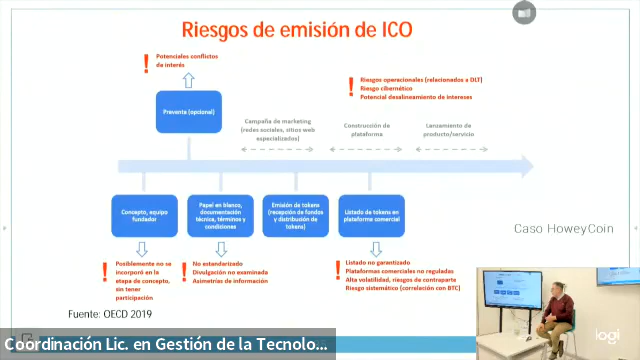 Riesgos de emisión de ICO
Potenciales conflictos
de interés
Riesgos operacionales (relacionados a DLT)
Riesgo cibernético
Potencial desalineamiento de intereses
Preventa (opcional)
Campaña de marketing
(redes sociales, sitios web
especializados)
Construcción de
plataforma
Lanzamiento de
producto/servicio
Concepto, equipo
fundador
Papel en blanco,
documentación
técnica, términos y
condiciones
Emisión de tokens
(recepción de fondos
y distribución de
tokens)
Listado de tokens en
plataforma comercial
Caso HoweyCoin
Posiblemente no se
incorporó en la
etapa de concepto,
sin tener
participación
No estandarizado
Divulgación no examinada
Asimetrías de información
Listado no garantizado
Plataformas comerciales no reguladas
Alta volatilidad, riesgos de contraparte
Riesgo sistemático (correlación con BTC)
Fuente: OECD 2019
logi
Coordinación Lic. en Gestión de la Tecnolo...